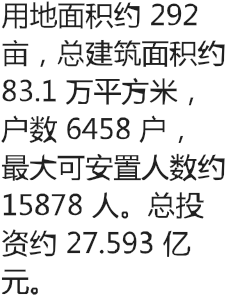 用地面积约 292
亩，总建筑面积约
83.1 万平方米，
户数 6458 户，
最大可安置人数约
15878 人。总投
资约 27.593 亿
元。